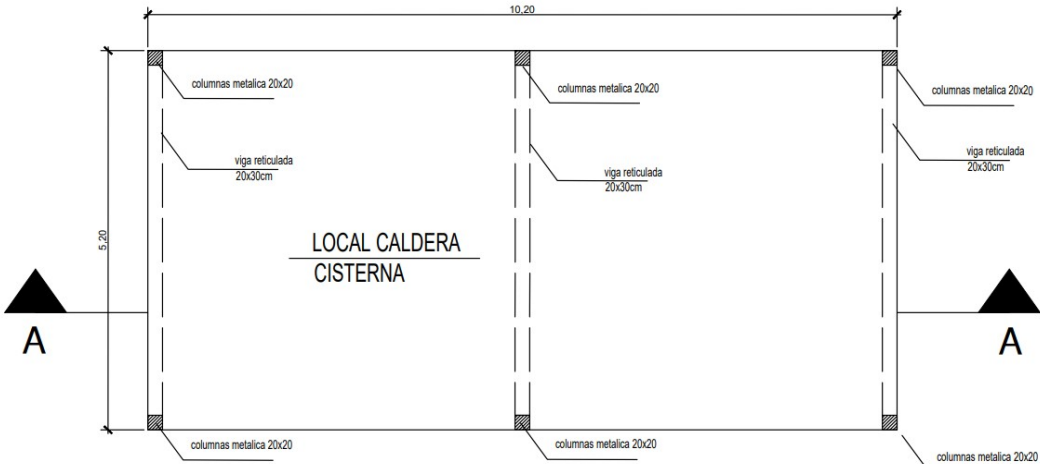 10,20
columnas metalica 20x20
columnas metalica 20x20
columnas metalica 20x20
viga reticulada
20x30cm
viga reticulada
20x30cm
viga reticulada
20x30cm
5,20
LOCAL CALDERA
CISTERNA
A
A
columnas metalica 20x20
columnas metalica 20x20
columnas metalica 20x20